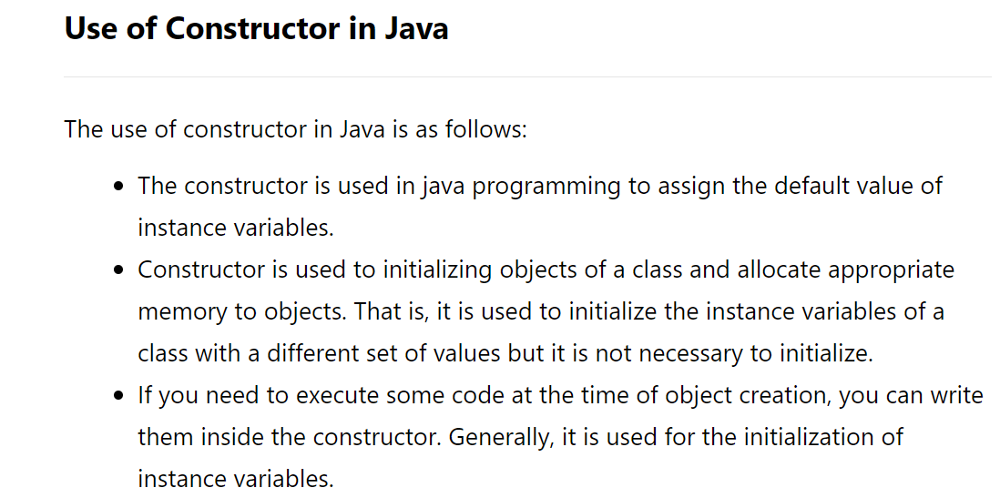 Use of Constructor in Java
The use of constructor in Java is as follows:
• The constructor is used in java programming to assign the default value of
instance variables.
• Constructor is used to initializing objects of a class and allocate appropriate
memory to objects. That is, it is used to initialize the instance variables of a
class with a different set of values but it is not necessary to initialize.
• If you need to execute some code at the time of object creation, you can write
them inside the constructor. Generally, it is used for the initialization of
instance variables.